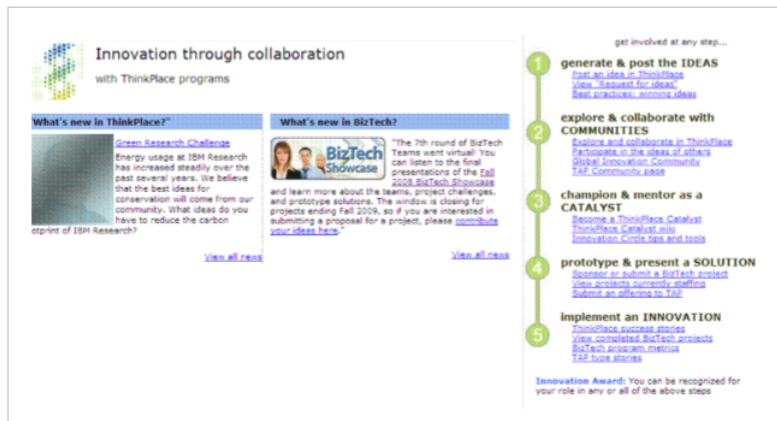 Innovation through collaboration
with ThinkPlace programs
What's new in ThinkPlace?"
Green Research Challenge
Energy usage at IBM Research
has increased steadily over the
past several years. We believe
that the best ideas for
conservation will come from our
community. What ideas do you
have to reduce the carbon
otprint of IBM Research?
View all news
What's new in BizTech?
BizTech
Showcase
"The 7th round of BizTech
Teams went virtual: You
can listen to the final
presentations of the Fall
2008 BizTech Showcase
and learn more about the teams, project challenges,
and prototype solutions. The window is closing for
projects ending Fall 2009, so if you are interested in
submitting a proposal for a project, please contribute
your ideas here."
View all news
get involved at any step...
1
generate & post the IDEAS
Post an idea in ThinkPlace
View "Request for ideas"
Best practices: winning ideas
2
explore & collaborate with
COMMUNITIES
Explore and collaborate in ThinkPlace
Participate in the ideas of others
Global Innovation Community
TAP Community page
3
champion & mentor as a
CATALYST
Become a ThinkPlace Catalyst
ThinkPlace Catalyst wiki
Innovation Circle tips and tools
4
prototype & present a SOLUTION
Sponsor or submit a BizTech project
View projects currently staffing
Submit an offering to TAP
5
implement an INNOVATION
ThinkPlace success stories
View completed BizTech projects
BizTech program metrics
TAP type stories
Innovation Award: You can be recognized for
your role in any or all of the above steps